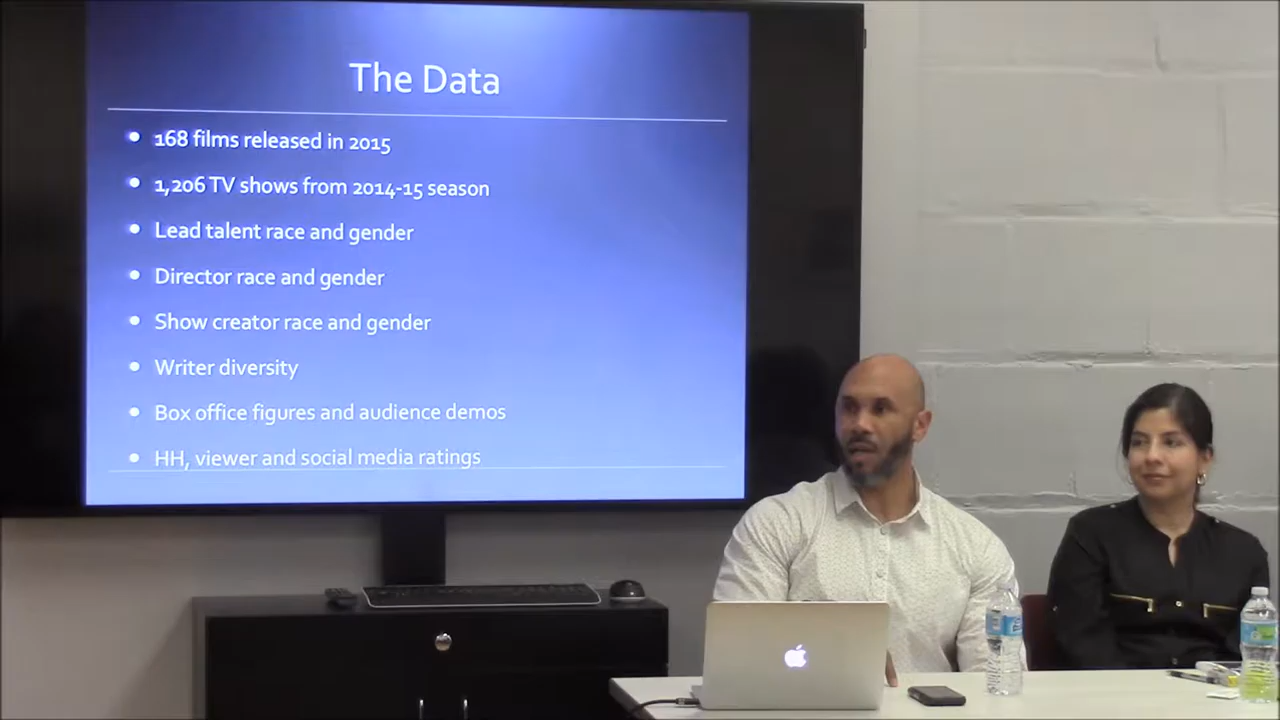 The Data
168 films released in 2015
1,206 TV shows from 2014-15 season
Lead talent race and gender
Director race and gender
Show creator race and gender
Writer diversity
Box office figures and audience demos
HH, viewer and social media ratings